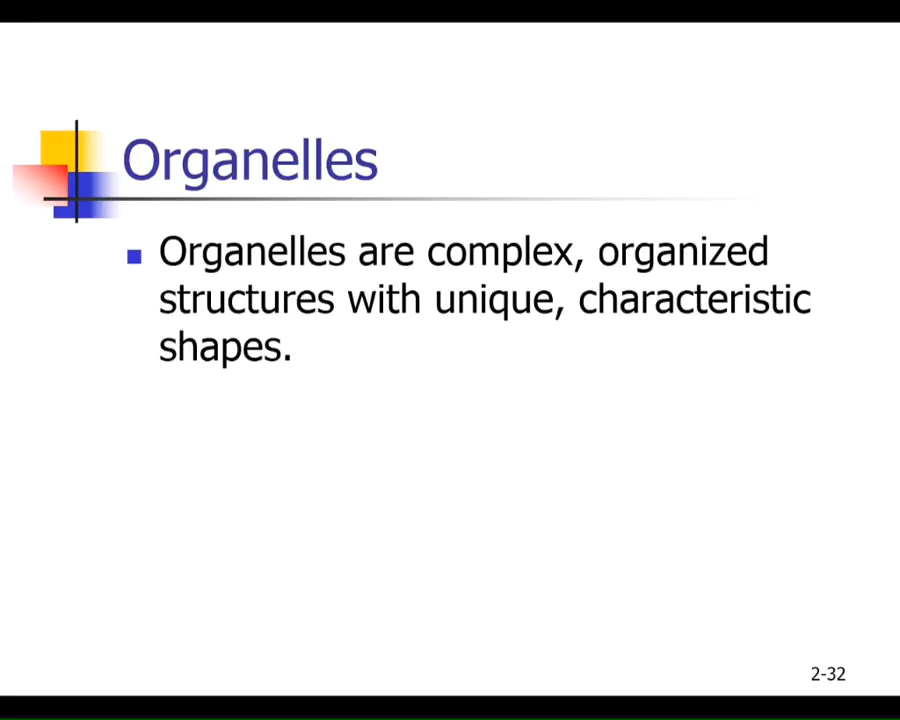 Organelles
Organelles are complex, organized
structures with unique, characteristic
shapes.
2-32